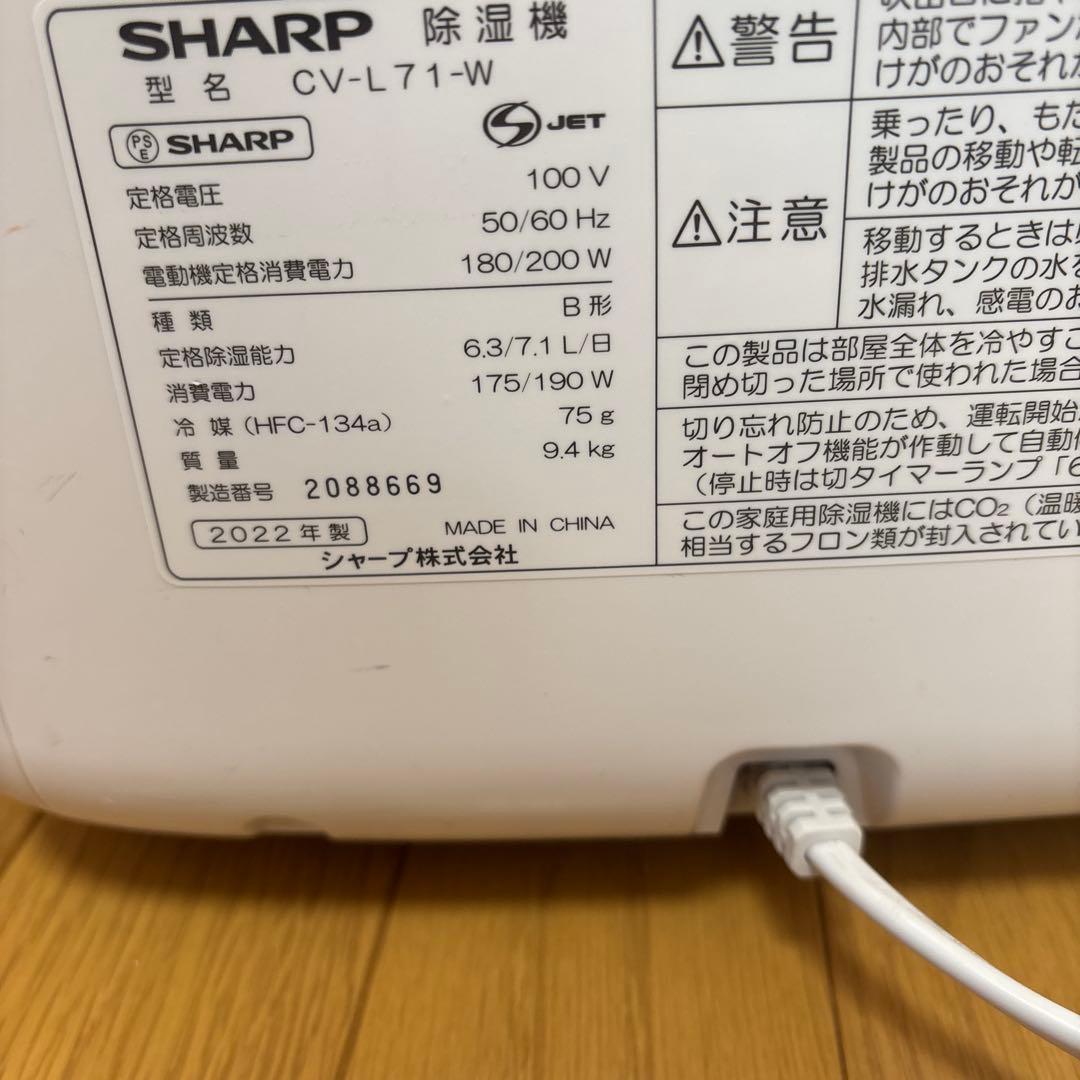 SHARP 除湿機
型名 CV-L71-W
PSE SHARP
S JET
定格電圧 100 V
定格周波数 50/60 Hz
電動機定格消費電力 180/200 W
種類 B形
定格除湿能力 6.3/7.1 L/日
消費電力 175/190 W
冷媒(HFC-134a) 75 g
質量 9.4 kg
製造番号 2088669
2022年製 MADE IN CHINA
シャープ株式会社
⚠警告
内部でファン
けがのおそれ
⚠注意
乗ったり、もた
製品の移動や転
けがのおそれが
移動するときは
排水タンクの水を
水漏れ、感電のお
この製品は部屋全体を冷やすこ
閉め切った場所で使われた場合
切り忘れ防止のため、運転開始
オートオフ機能が作動して自動
(停止時は切タイマーランプ「6
この家庭用除湿機にはCO₂(温暖
相当するフロン類が封入されてい